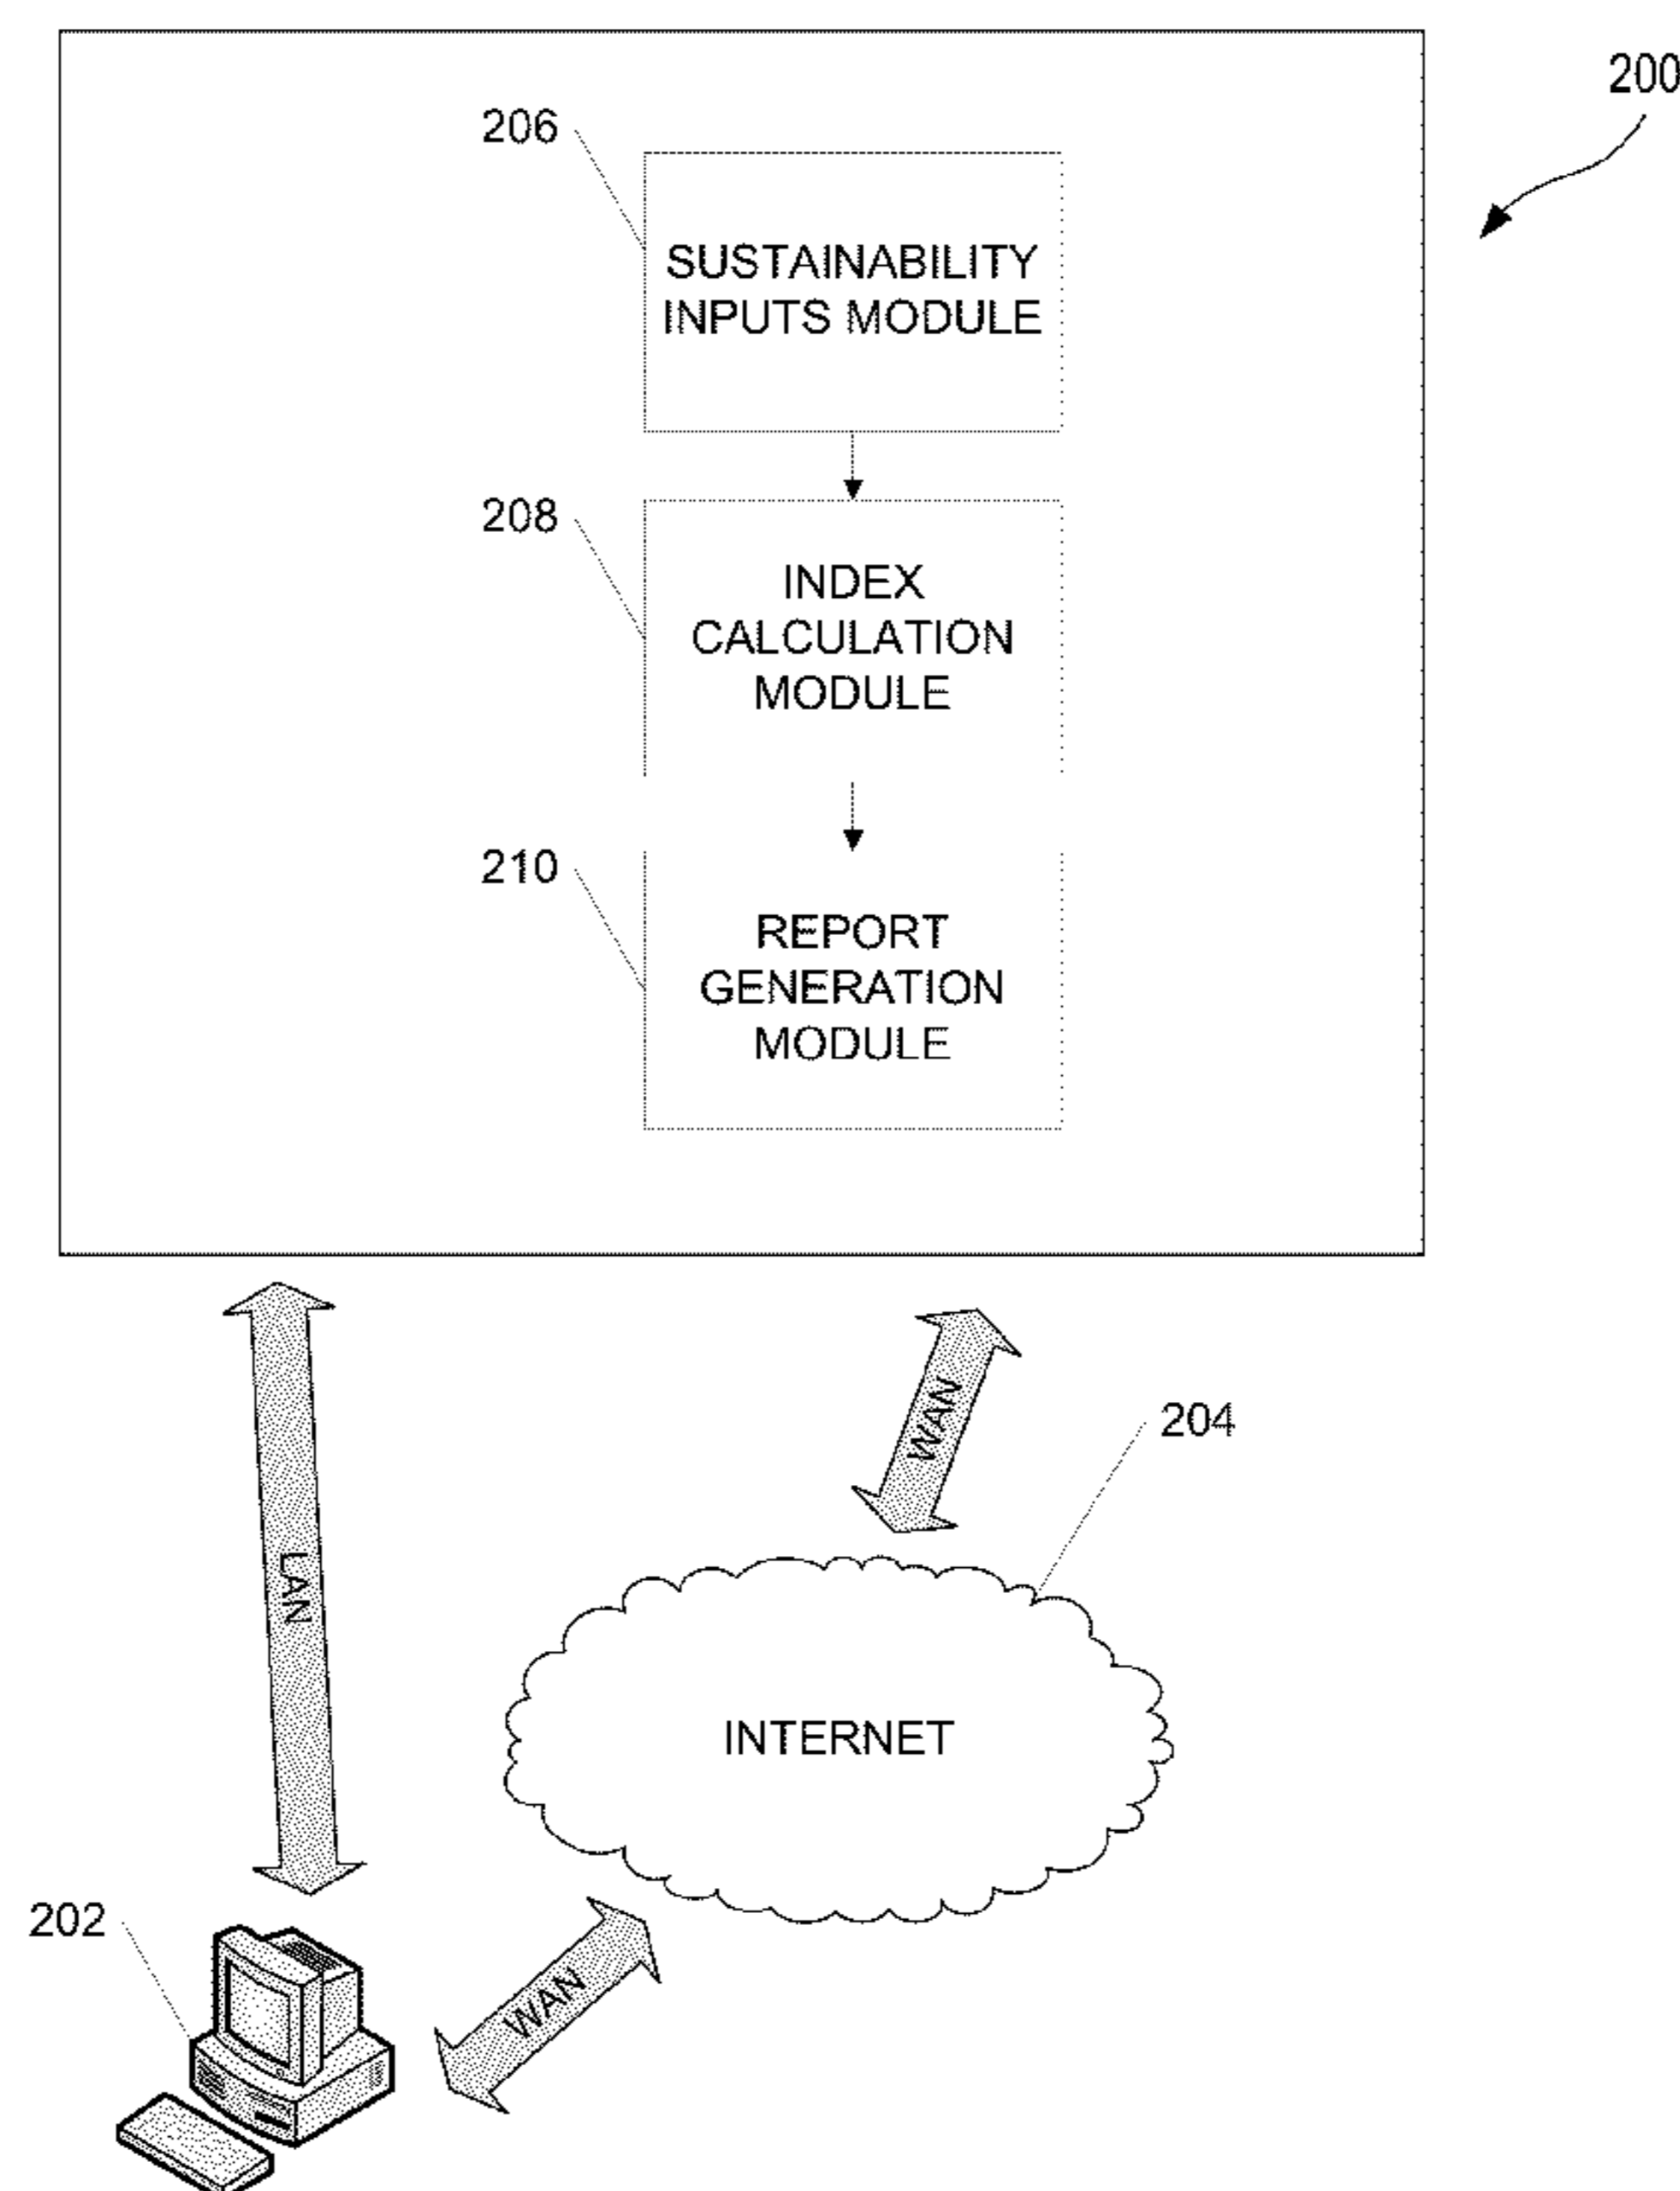 200
206
SUSTAINABILITY
INPUTS MODULE
208
INDEX
CALCULATION
MODULE
210
REPORT
GENERATION
MODULE
WAN
204
LAN
INTERNET
202
WAN